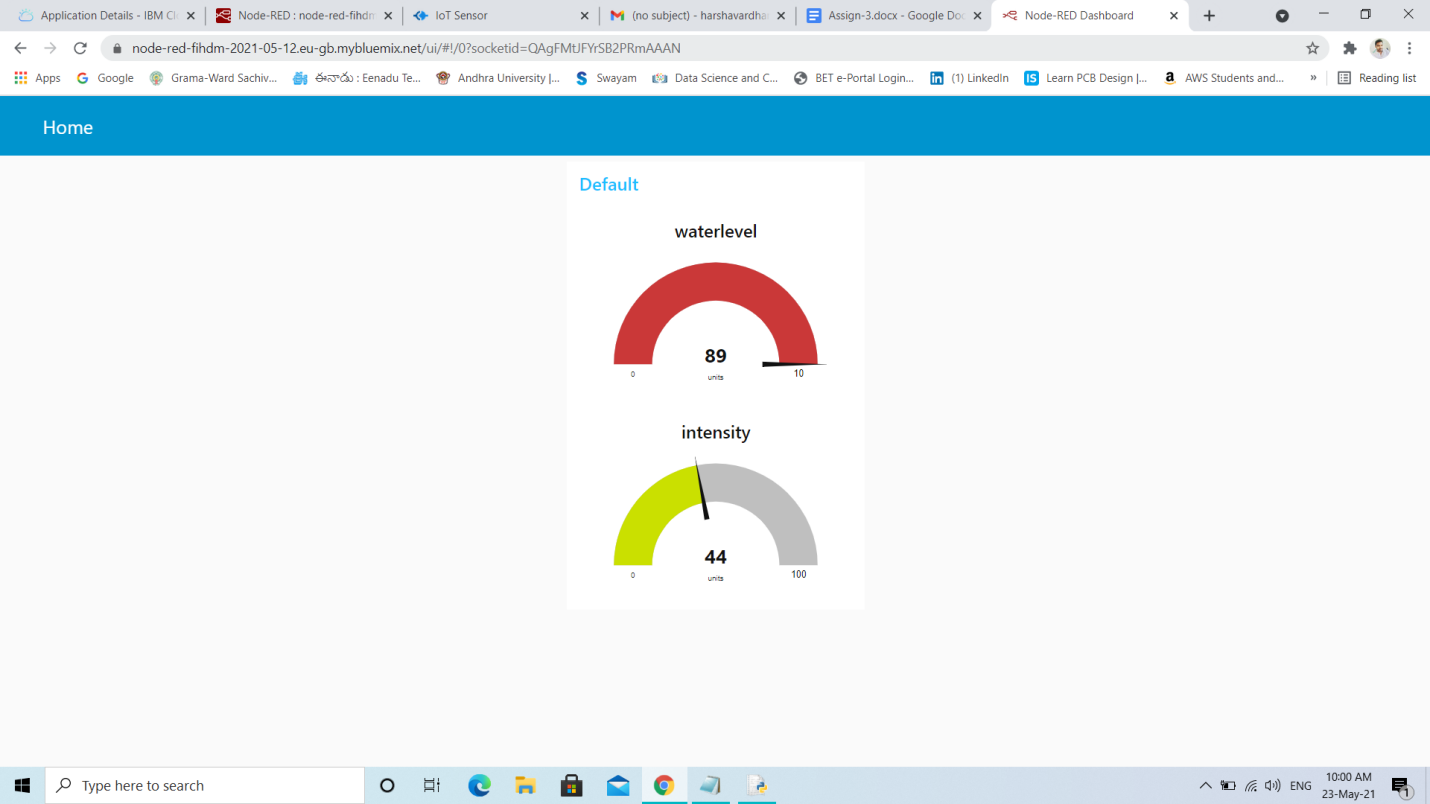 Application Details - IBM Cl
Node-RED : node-red-fihdm
IoT Sensor
(no subject) - harshavardha
Assign-3.docx - Google Doc
Node-RED Dashboard
node-red-fihdm-2021-05-12.eu-gb.mybluemix.net/ui/#!/0?socketid=QAgFMtJFYrSB2PRmAAAN
Apps
Google
Grama-Ward Sachiv...
ఈనాడు : Eenadu Te...
Andhra University |...
Swayam
Data Science and C...
BET e-Portal Login...
(1) LinkedIn
Learn PCB Design |...
AWS Students and...
»
Reading list
Home
Default
waterlevel
89
units
0
10
intensity
44
units
0
100
Type here to search
ENG
10:00 AM
23-May-21
1